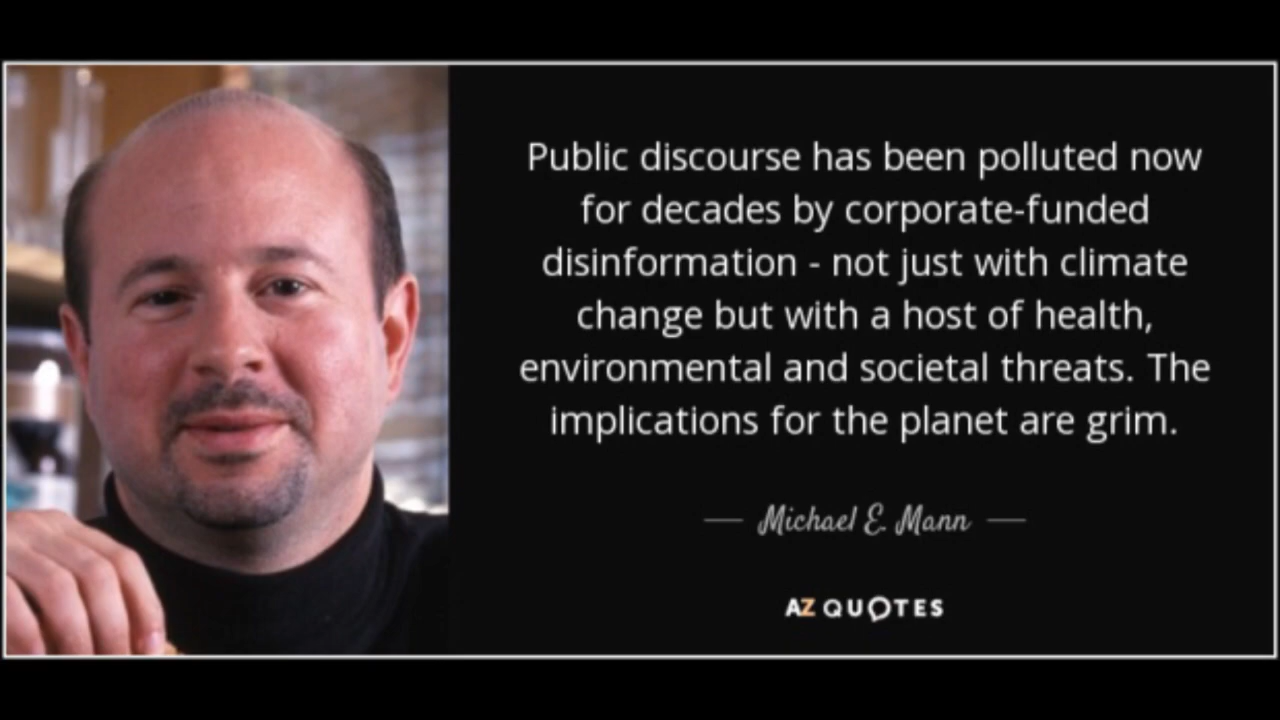 Public discourse has been polluted now
for decades by corporate-funded
disinformation - not just with climate
change but with a host of health,
environmental and societal threats. The
implications for the planet are grim.
Michael E. Mann
AZ QUOTES